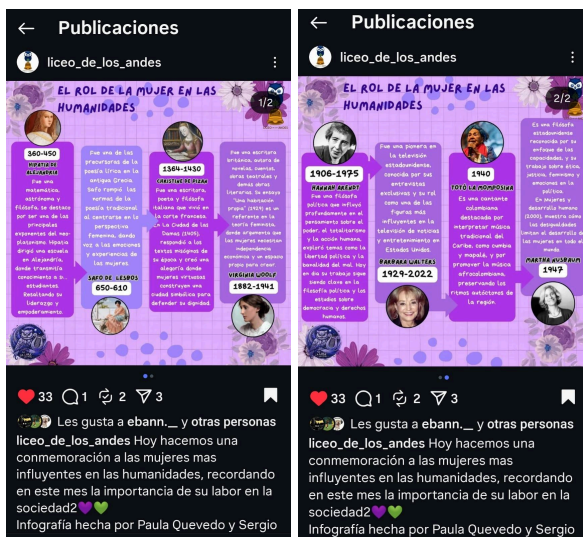 Publicaciones
liceo_de_los_andes
EL ROL DE LA MUJER EN LAS
HUMANIDADES
1/2
360-450
HIPATIA DE
ALEJANDRÍA
Fue una
matemática,
astrónoma y
filósofa, se destaca
por ser una de las
principales
exponentes del neo-
platonismo. Hipatia
dirigió una escuela
en Alejandría,
donde transmitía
conocimiento a sus
estudiantes.
Resaltando su
liderazgo y
empoderamiento.
Fue una de las
precursoras de la
poesía lírica en la
antigua Grecia.
Safo rompió las
normas de la
poesía tradicional
al centrarse en la
perspectiva
femenina, dando
voz a las emociones
y experiencias de
las mujeres.
SAFO DE LESBOS
650-610
1364-1430
CHRISTINE DE PIZAN
Fue una escritora,
poeta y filósofa
italiana que vivió en
la corte francesa.
En La Ciudad de las
Damas (1405),
respondió a los
textos misóginos de
su época y creó una
alegoría donde
mujeres virtuosas
construyen una
ciudad simbólica para
defender su dignidad.
Fue una escritora
británica, autora de
novelas, cuentos,
obras teatrales y
demás obras
literarias. Su ensayo
"Una habitación
propia" (1929) es un
referente en la
teoría feminista,
donde argumenta que
las mujeres necesitan
independencia
económica y un espacio
propio para crear.
VIRGINIA WOOLF
1882-1941
33 1 2 3
Les gusta a ebann.__ y otras personas
liceo_de_los_andes Hoy hacemos una
conmemoración a las mujeres mas
influyentes en las humanidades, recordando
en este mes la importancia de su labor en la
sociedad2💜💚
Infografía hecha por Paula Quevedo y Sergio
Publicaciones
liceo_de_los_andes
EL ROL DE LA MUJER EN LAS
HUMANIDADES
2/2
1906-1975
HANNAH ARENDT
Fue una filósofa
política que influyó
profundamente en el
pensamiento sobre el
poder, el totalitarismo
y la acción humana,
exploró temas como la
libertad política y la
banalidad del mal. Hoy
en día su trabajo sigue
siendo clave en la
filosofía política y los
estudios sobre
democracia y derechos
humanos.
Fue una pionera en
la televisión
estadounidense,
conocida por sus
entrevistas
exclusivas y su rol
como una de las
figuras más
influyentes en la
televisión de noticias
y entretenimiento en
Estados Unidos.
BARBARA WALTERS
1929-2022
1940
TOTO LA MOMPOSINA
Es una cantante
colombiana
destacada por
interpretar música
tradicional del
Caribe, como cumbia
y mapalé, y por
promover la música
afrocolombiana,
preservando los
ritmos autóctonos de
la región.
Es una filósofa
estadounidense
reconocida por su
enfoque de las
capacidades, y su
trabajo sobre ética,
justicia, feminismo y
emociones en la
política.
En mujeres y
desarrollo humano
(2000), muestra cómo
las desigualdades
limitan el desarrollo de
las mujeres en todo el
mundo
MARTHA NUSBAUM
1947
33 1 2 3
Les gusta a ebann.__ y otras personas
liceo_de_los_andes Hoy hacemos una
conmemoración a las mujeres mas
influyentes en las humanidades, recordando
en este mes la importancia de su labor en la
sociedad2💜💚
Infografía hecha por Paula Quevedo y Sergio